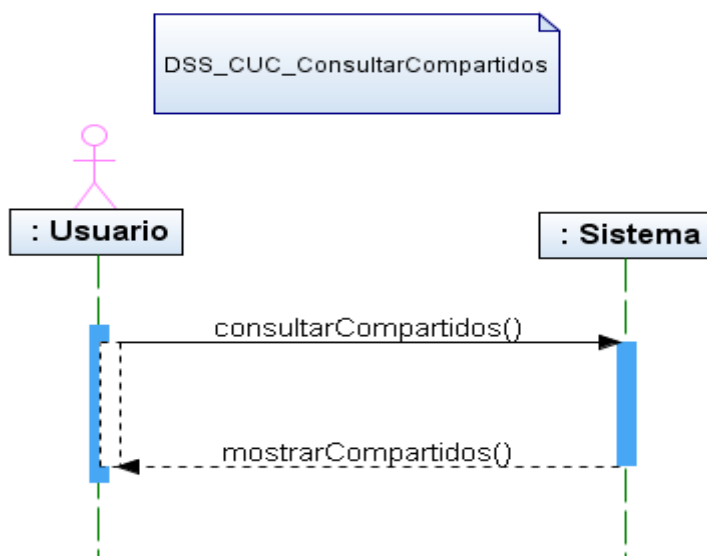 DSS_CUC_ConsultarCompartidos
: Usuario
: Sistema
consultarCompartidos()
mostrarCompartidos()